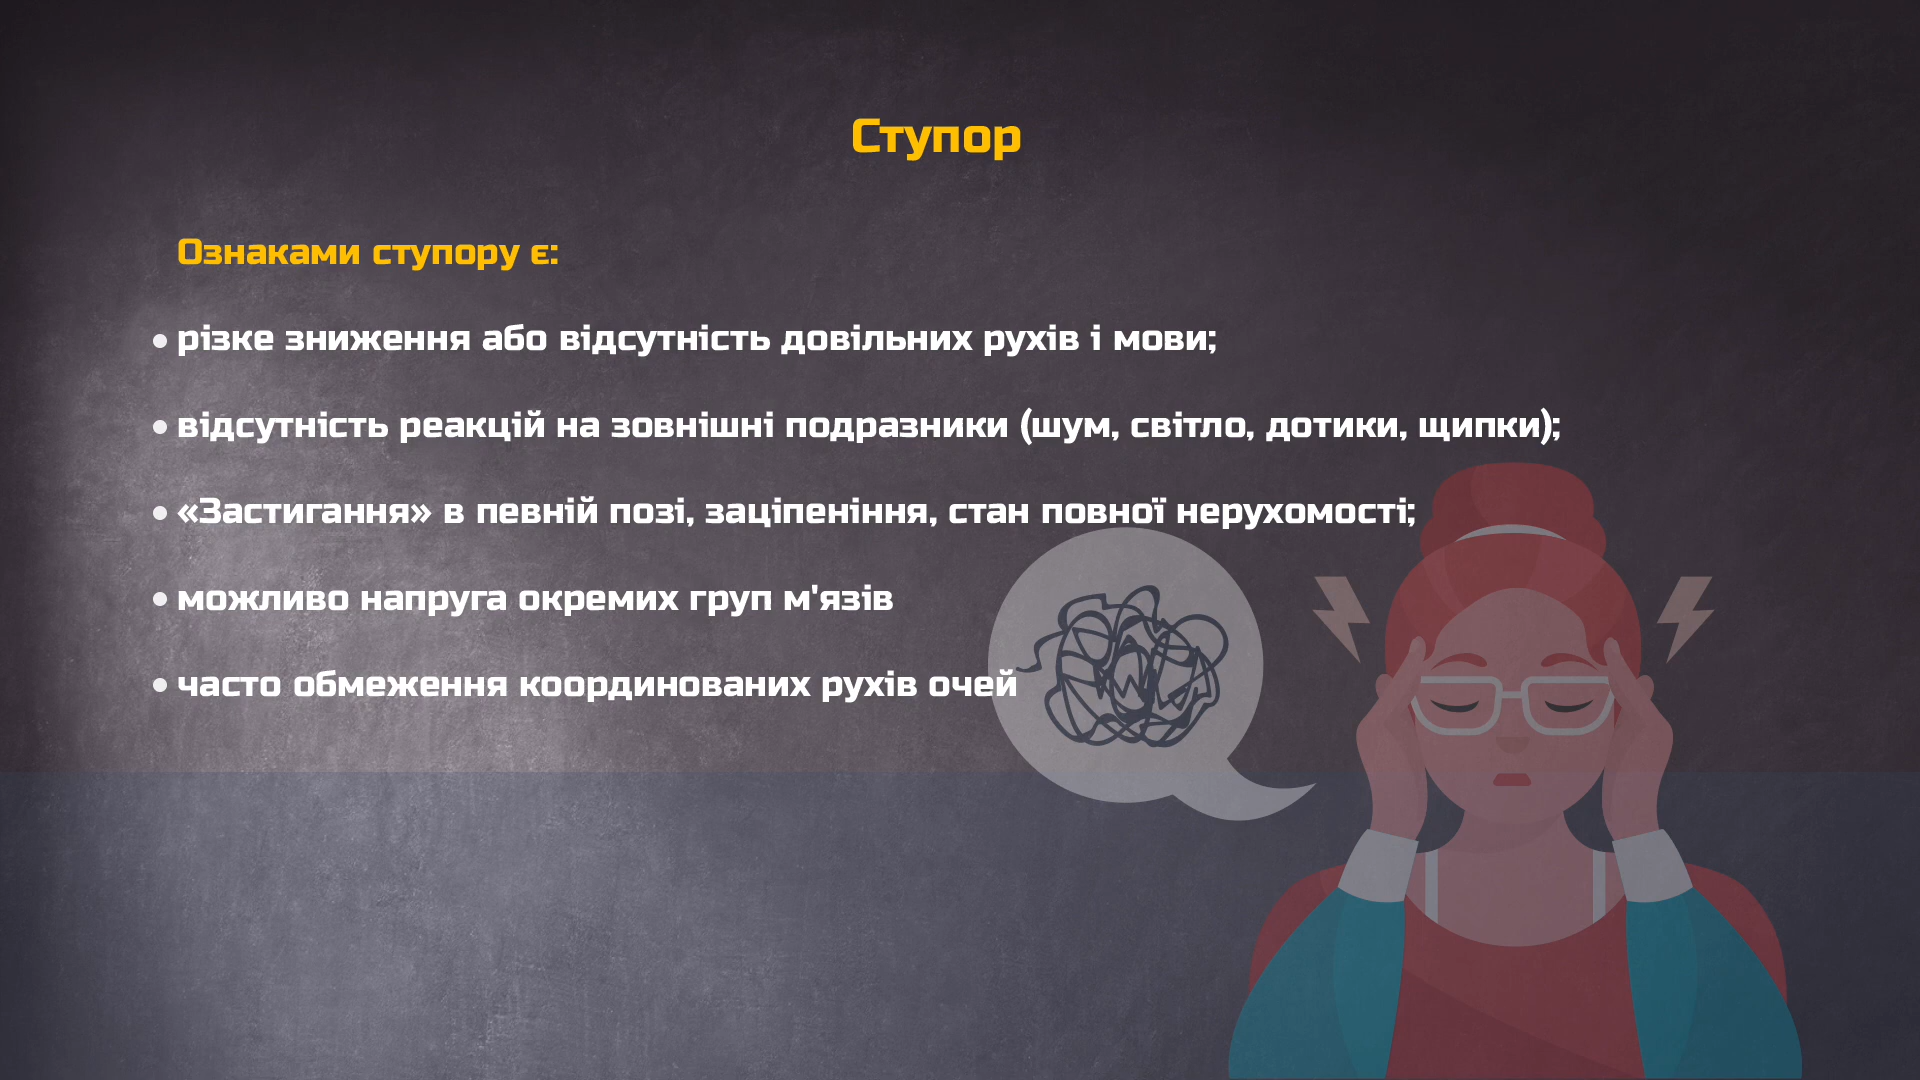 Ступор
Ознаками ступору є:
• різке зниження або відсутність довільних рухів і мови;
• відсутність реакцій на зовнішні подразники (шум, світло, дотики, щипки);
• «Застигання» в певній позі, заціпеніння, стан повної нерухомості;
• можливо напруга окремих груп м'язів
• часто обмеження координованих рухів очей